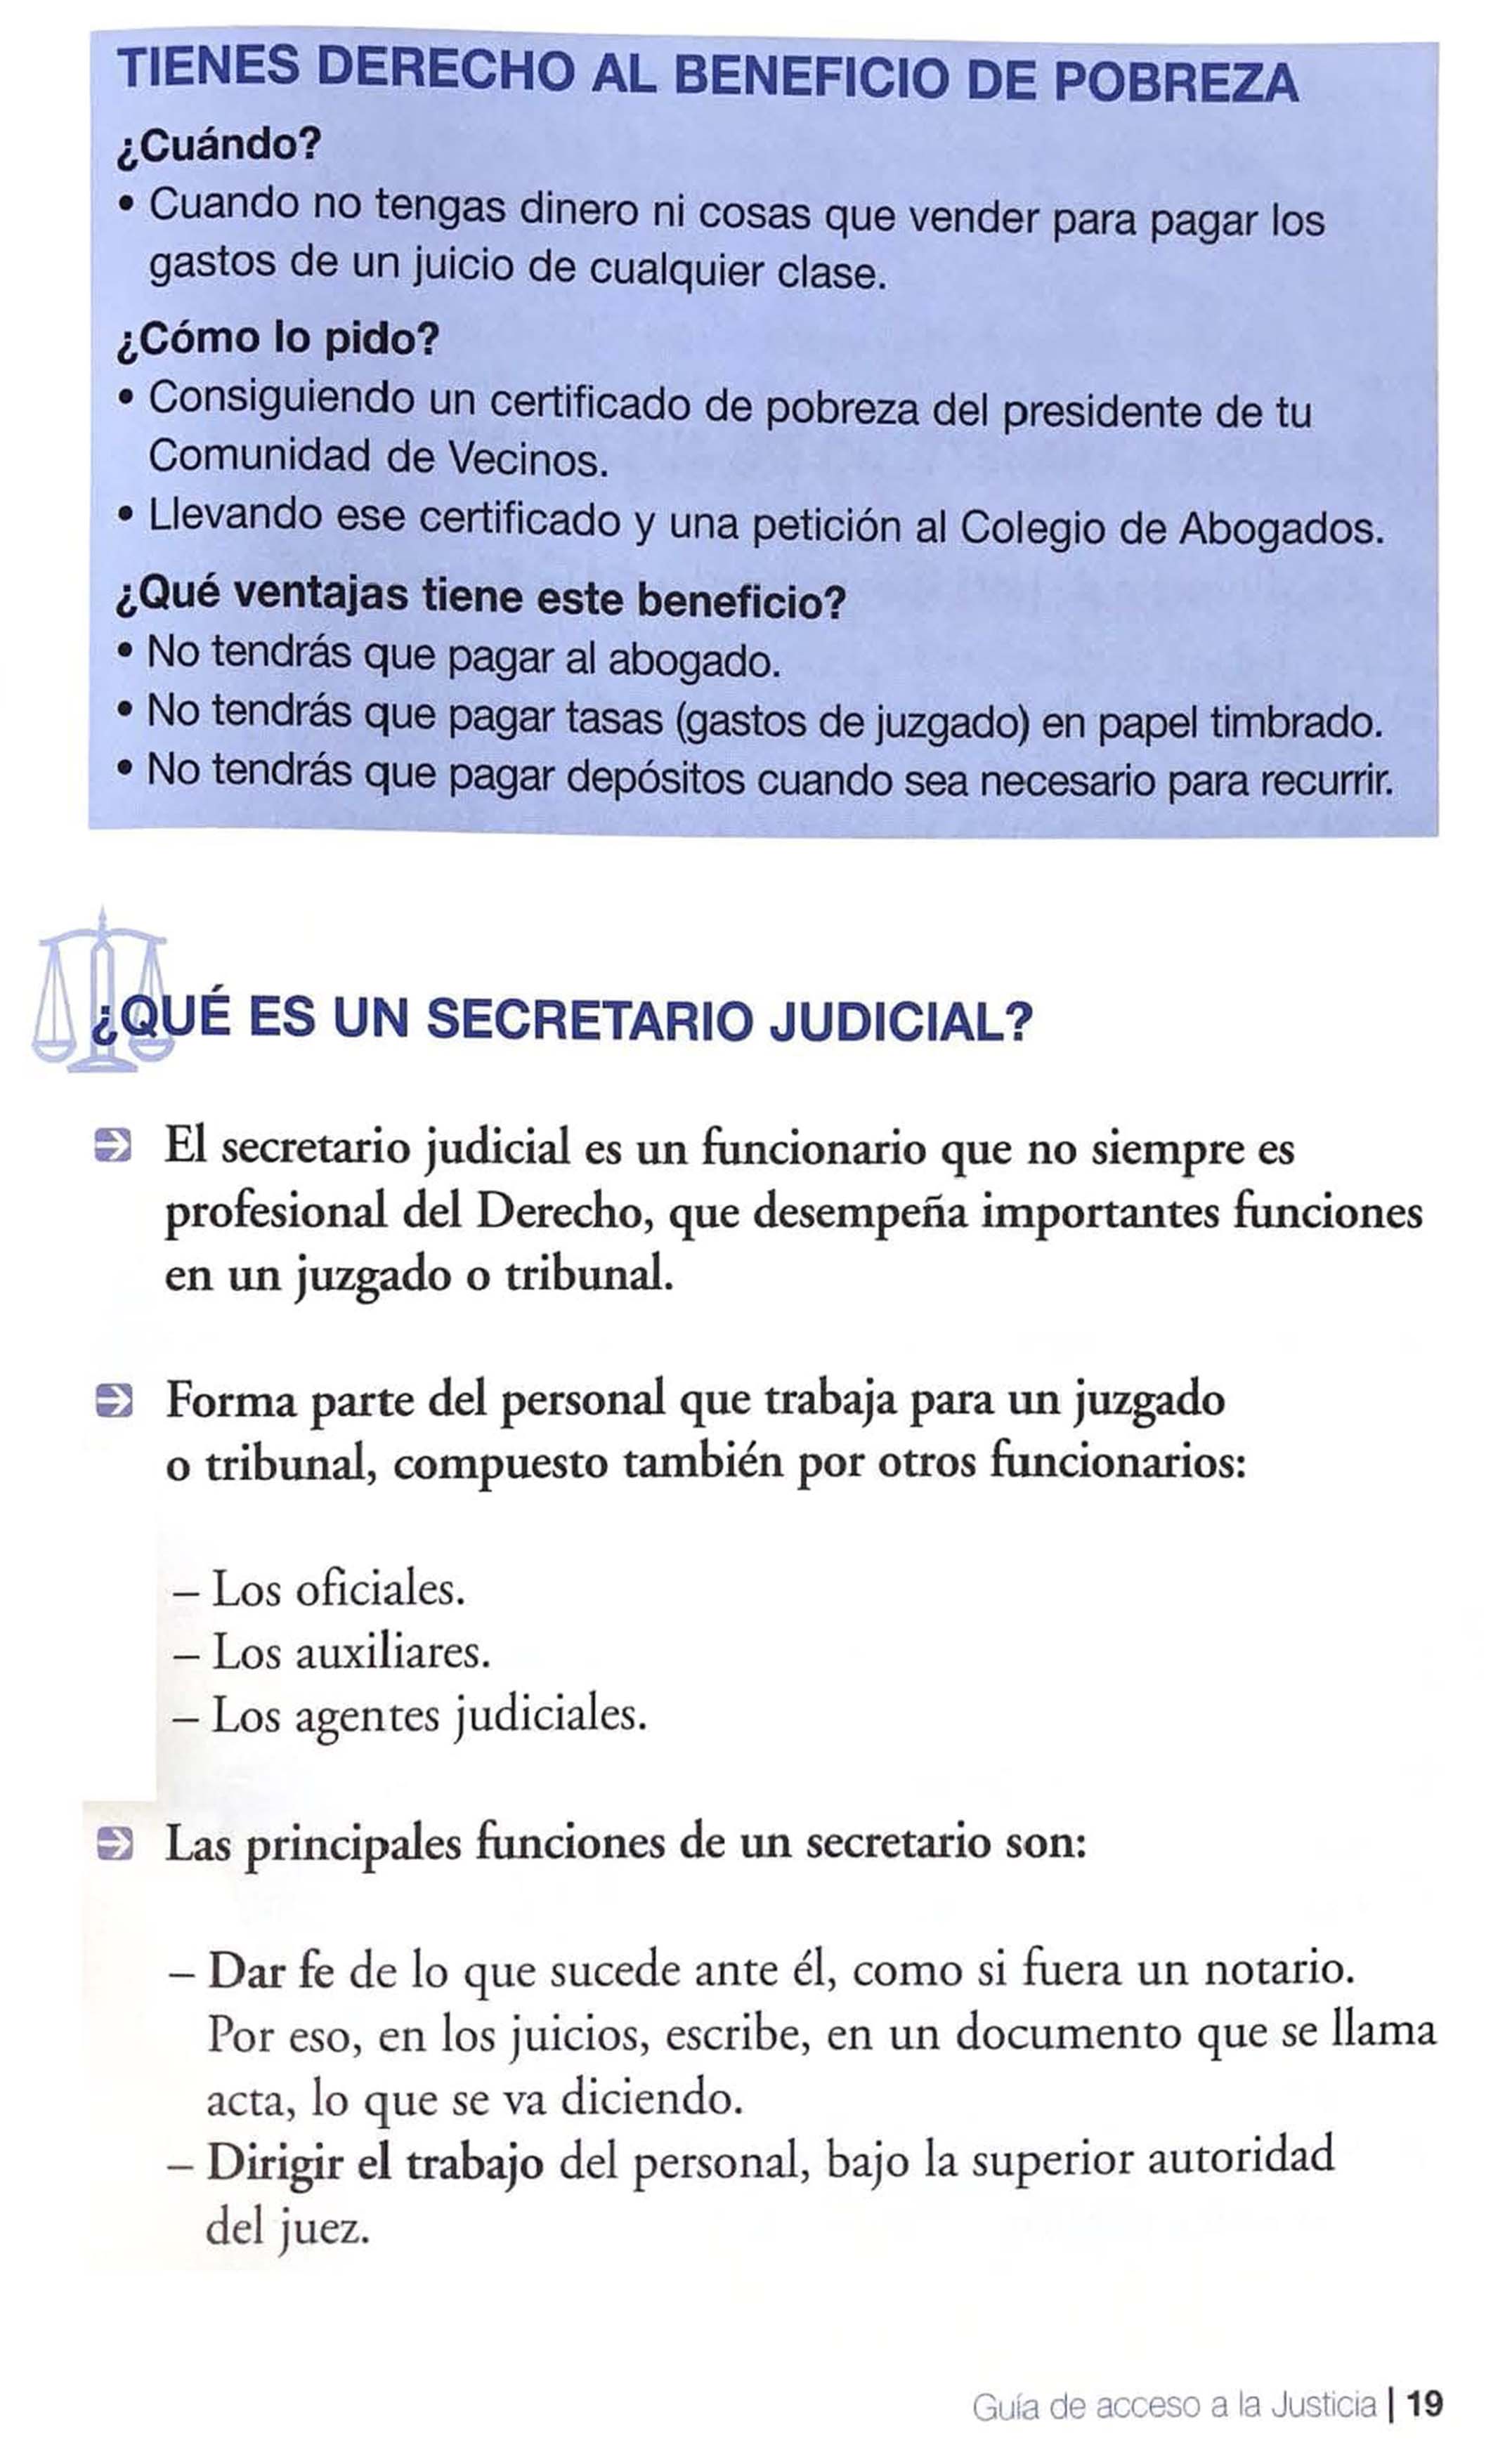 TIENES DERECHO AL BENEFICIO DE POBREZA
¿Cuándo?
• Cuando no tengas dinero ni cosas que vender para pagar los
gastos de un juicio de cualquier clase.
¿Cómo lo pido?
• Consiguiendo un certificado de pobreza del presidente de tu
Comunidad de Vecinos.
• Llevando ese certificado y una petición al Colegio de Abogados.
¿Qué ventajas tiene este beneficio?
• No tendrás que pagar al abogado.
• No tendrás que pagar tasas (gastos de juzgado) en papel timbrado.
• No tendrás que pagar depósitos cuando sea necesario para recurrir.
¿QUÉ ES UN SECRETARIO JUDICIAL?
El secretario judicial es un funcionario que no siempre es
profesional del Derecho, que desempeña importantes funciones
en un juzgado o tribunal.
Forma parte del personal que trabaja para un juzgado
o tribunal, compuesto también por otros funcionarios:
– Los oficiales.
– Los auxiliares.
– Los agentes judiciales.
Las principales funciones de un secretario son:
– Dar fe de lo que sucede ante él, como si fuera un notario.
Por eso, en los juicios, escribe, en un documento que se llama
acta, lo que se va diciendo.
– Dirigir el trabajo del personal, bajo la superior autoridad
del juez.
Guía de acceso a la Justicia | 19